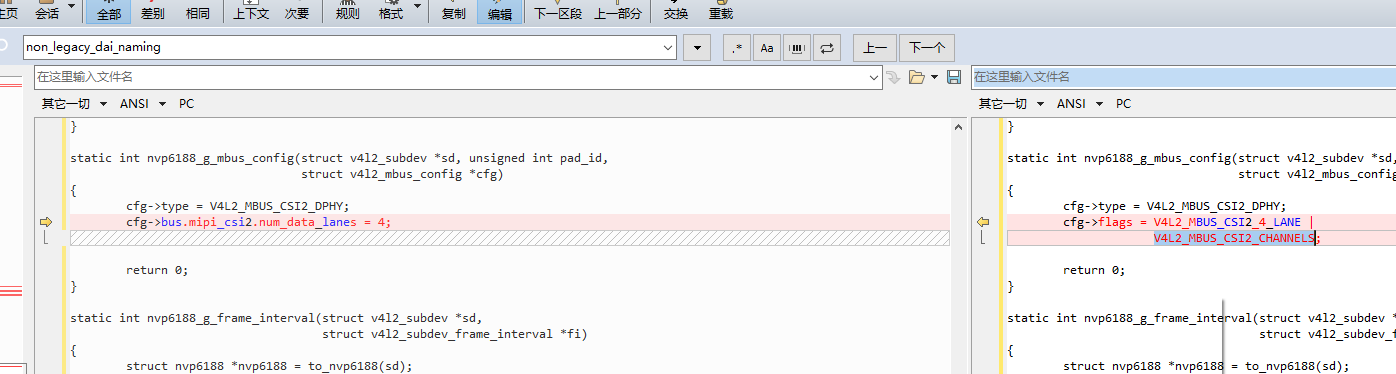 主页 会话 全部 差别 相同 上下文 次要 规则 格式 复制 编辑 下一区段 上一部分 交换 重载
non_legacy_dai_naming .* Aa 上一 下一个
在这里输入文件名 在这里输入文件名
其它一切 ANSI PC 其它一切 ANSI PC
} }
static int nvp6188_g_mbus_config(struct v4l2_subdev *sd, unsigned int pad_id, static int nvp6188_g_mbus_config(struct v4l2_subdev *sd,
struct v4l2_mbus_config *cfg) struct v4l2_mbus_config
{ {
cfg->type = V4L2_MBUS_CSI2_DPHY; cfg->type = V4L2_MBUS_CSI2_DPHY;
cfg->bus.mipi_csi2.num_data_lanes = 4; cfg->flags = V4L2_MBUS_CSI2_4_LANE |
V4L2_MBUS_CSI2_CHANNELS;
return 0; return 0;
} }
static int nvp6188_g_frame_interval(struct v4l2_subdev *sd, static int nvp6188_g_frame_interval(struct v4l2_subdev *
struct v4l2_subdev_frame_interval *fi) struct v4l2_subdev_f
{ {
struct nvp6188 *nvp6188 = to_nvp6188(sd); struct nvp6188 *nvp6188 = to_nvp6188(sd);